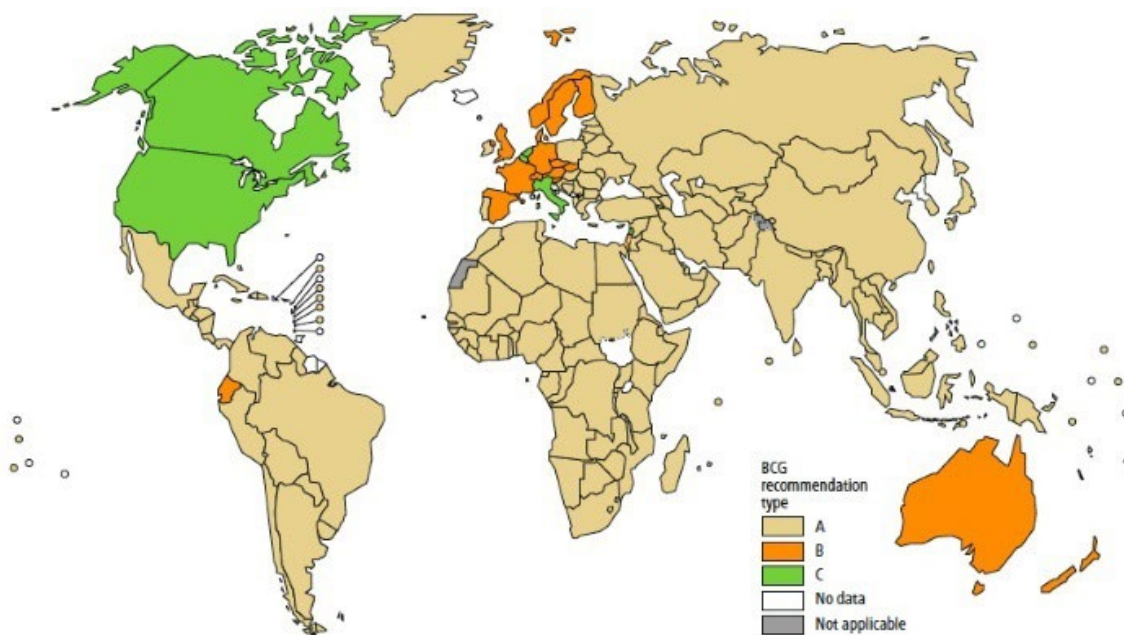 BCG
recommendation
type
A
B
C
No data
Not applicable